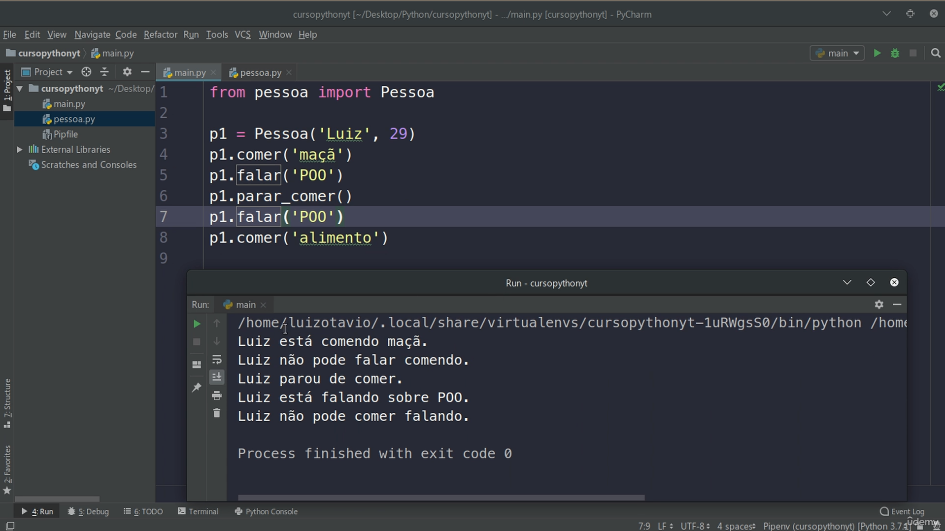 cursopythonyt [~/Desktop/Python/cursopythonyt] - .../main.py [cursopythonyt] - PyCharm
File Edit View Navigate Code Refactor Run Tools VCS Window Help
cursopythonyt main.py main
1: Project
Project main.py pessoa.py
cursopythonyt ~/Desktop/
main.py
pessoa.py
Pipfile
External Libraries
Scratches and Consoles
1 from pessoa import Pessoa
2
3 p1 = Pessoa('Luiz', 29)
4 p1.comer('maçã')
5 p1.falar('POO')
6 p1.parar_comer()
7 p1.falar('POO')
8 p1.comer('alimento')
9
Run - cursopythonyt
Run: main
/home/luizotavio/.local/share/virtualenvs/cursopythonyt-1uRWgsS0/bin/python /home
Luiz está comendo maçã.
Luiz não pode falar comendo.
Luiz parou de comer.
Luiz está falando sobre POO.
Luiz não pode comer falando.
Process finished with exit code 0
7: Structure
2: Favorites
4: Run 5: Debug 6: TODO Terminal Python Console Event Log
7:9 LF UTF-8 4 spaces Pipenv (cursopythonyt) [Python 3.7
udemy